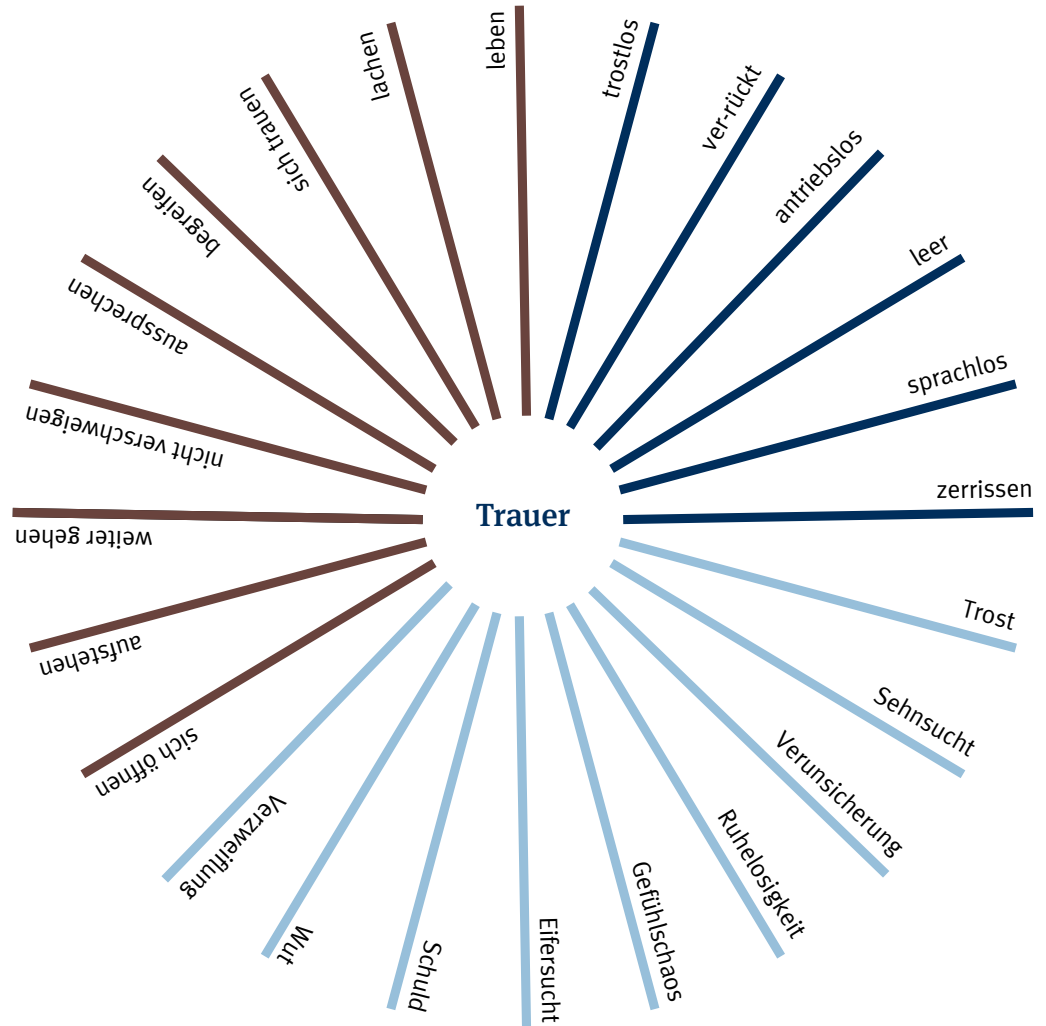 Trauer
leben
trostlos
ver-rückt
antriebslos
leer
sprachlos
zerrissen
Trost
Sehnsucht
Verunsicherung
Ruhelosigkeit
Gefühlschaos
Eifersucht
Schuld
Wut
Verzweiflung
sich öffnen
aufstehen
weiter gehen
nicht verschweigen
aussprechen
begreifen
sich trauen
lachen